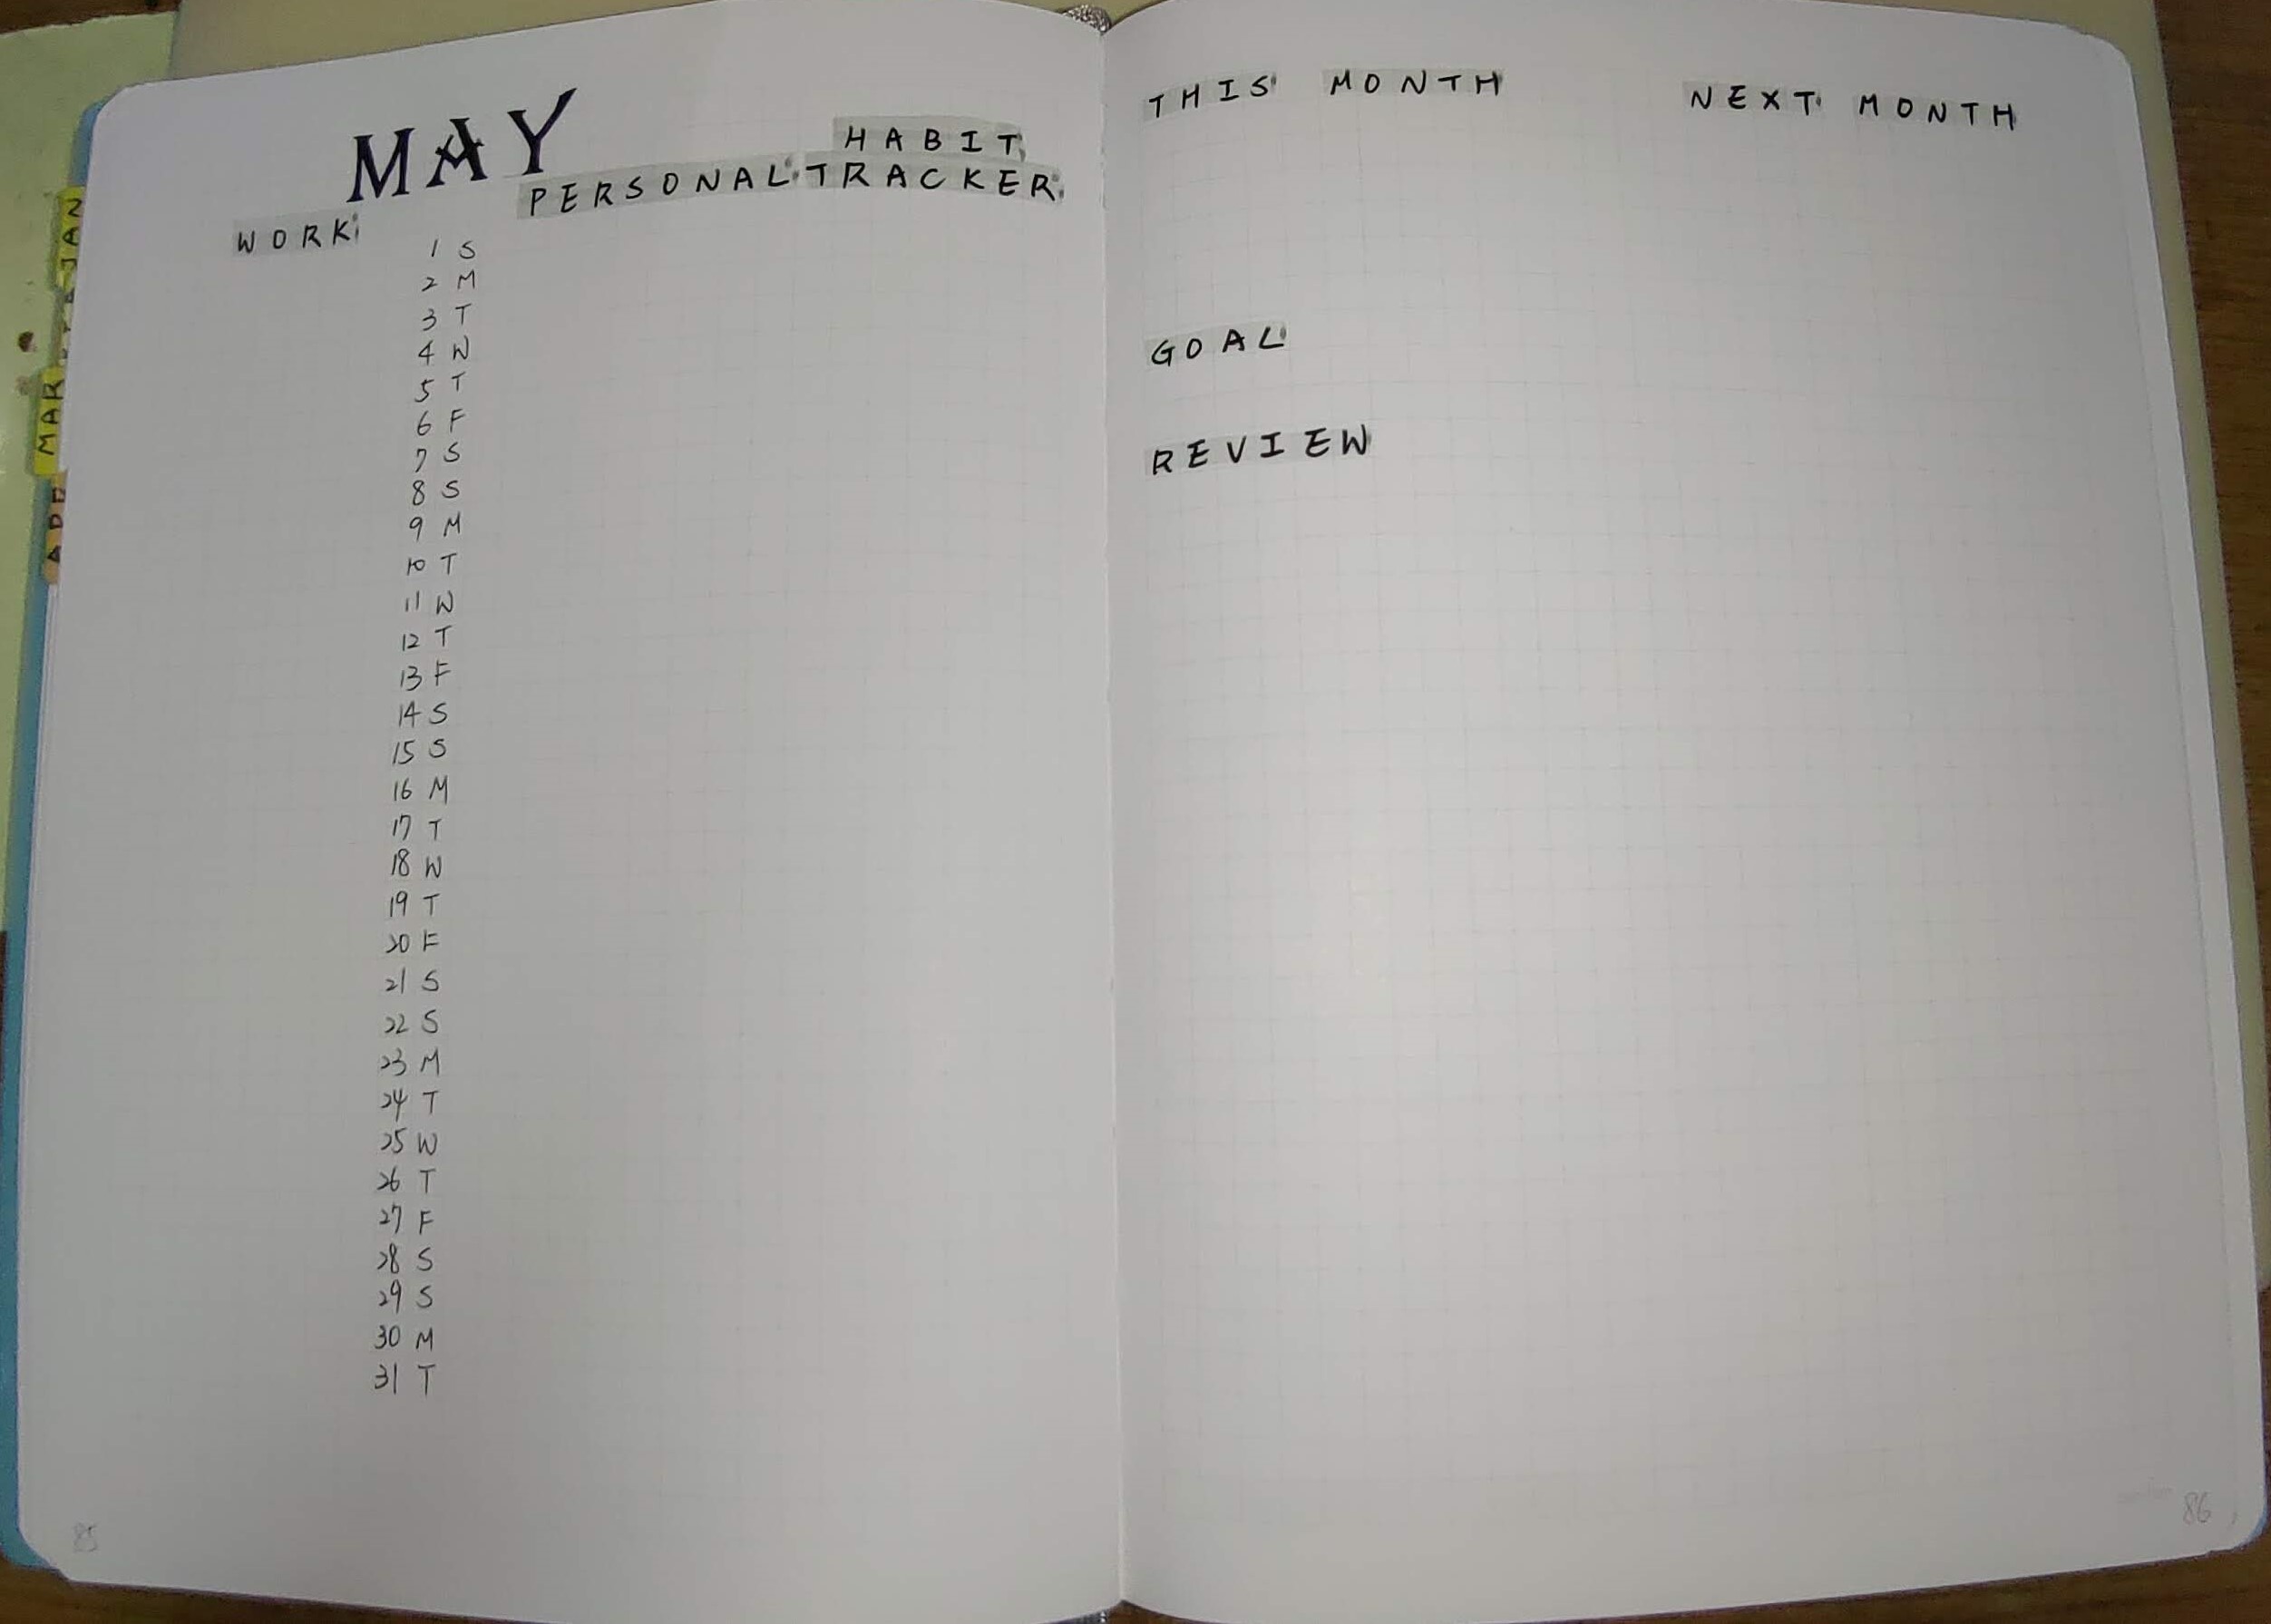 MAY
HABIT
PERSONAL TRACKER
WORK
1 S
2 M
3 T
4 W
5 T
6 F
7 S
8 S
9 M
10 T
11 W
12 T
13 F
14 S
15 S
16 M
17 T
18 W
19 T
20 F
21 S
22 S
23 M
24 T
25 W
26 T
27 F
28 S
29 S
30 M
31 T
85
THIS MONTH
NEXT MONTH
GOAL
REVIEW
86
JAN
MAR